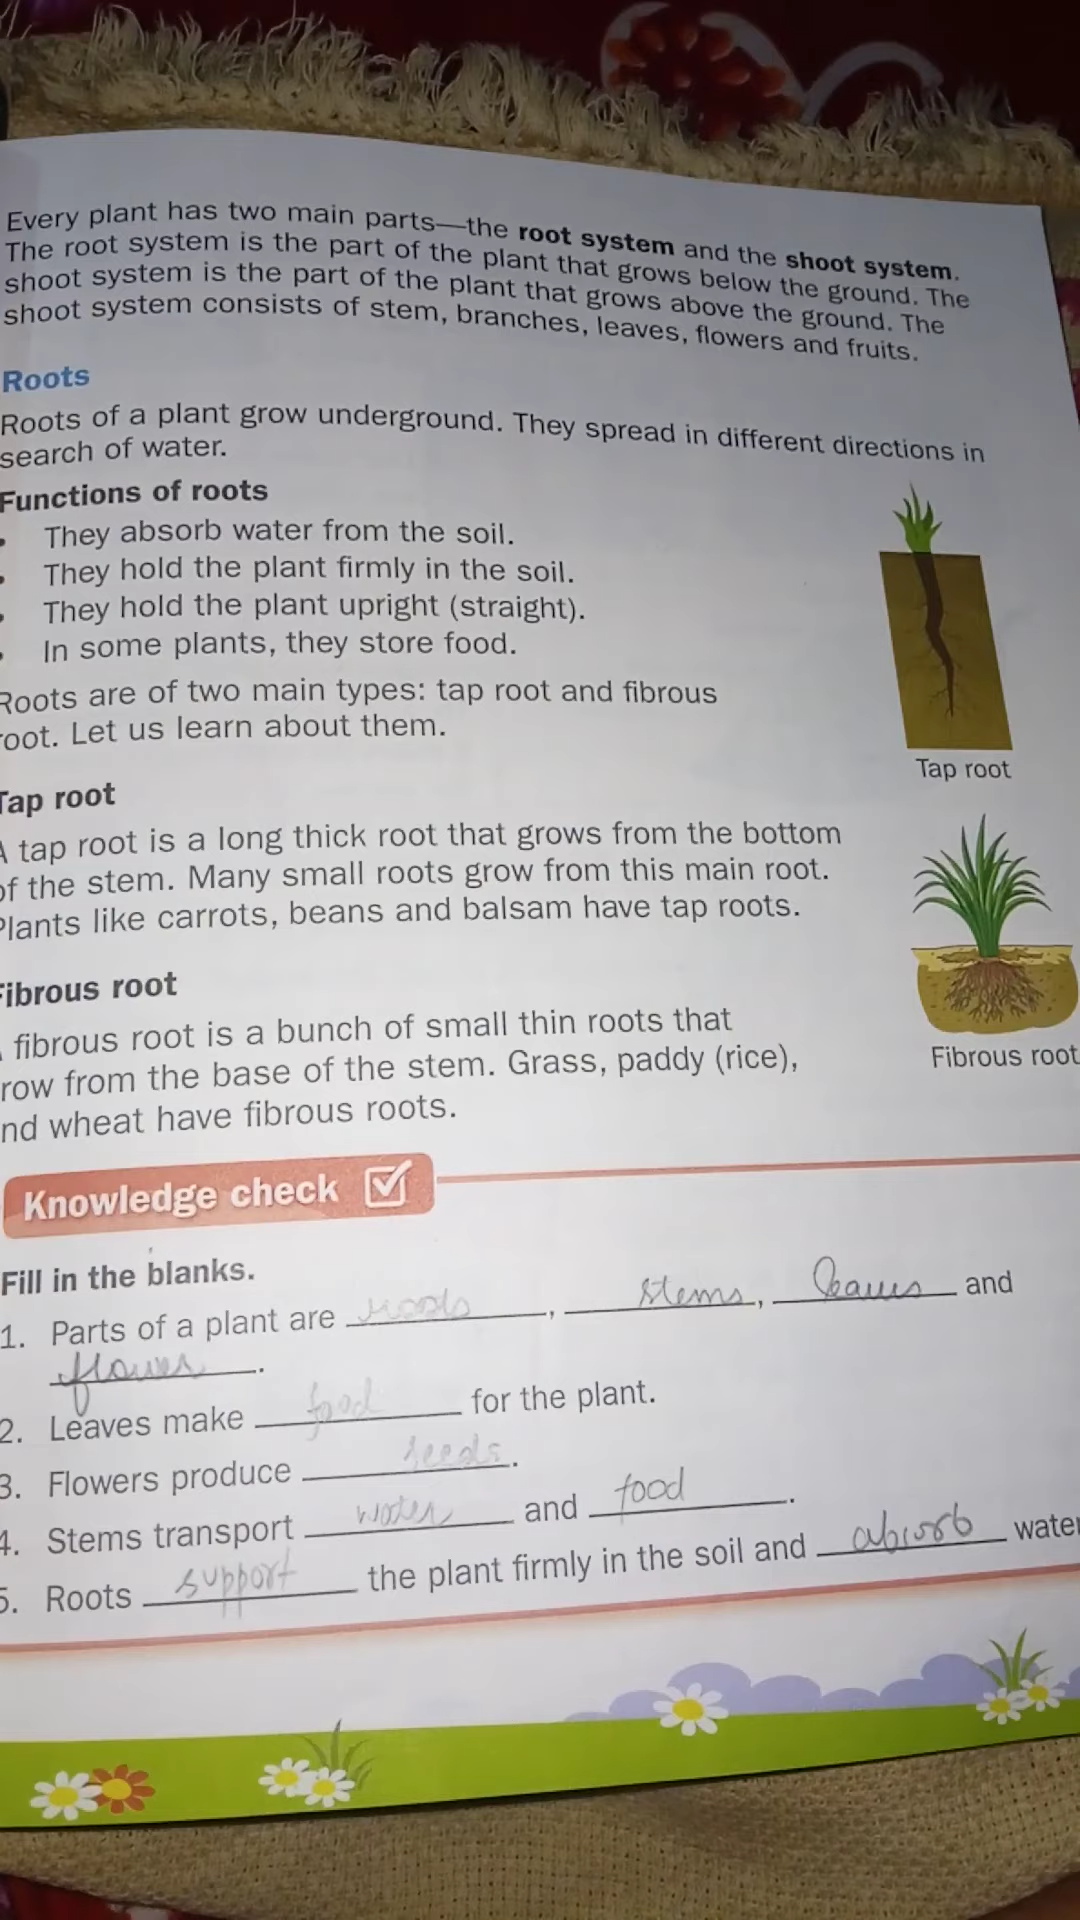 Every plant has two main parts—the root system and the shoot system.
The root system is the part of the plant that grows below the ground. The
shoot system is the part of the plant that grows above the ground. The
shoot system consists of stem, branches, leaves, flowers and fruits.
Roots
Roots of a plant grow underground. They spread in different directions in
search of water.
Functions of roots
They absorb water from the soil.
They hold the plant firmly in the soil.
They hold the plant upright (straight).
In some plants, they store food.
Roots are of two main types: tap root and fibrous
root. Let us learn about them.
Tap root
Tap root
A tap root is a long thick root that grows from the bottom
of the stem. Many small roots grow from this main root.
Plants like carrots, beans and balsam have tap roots.
Fibrous root
fibrous root is a bunch of small thin roots that
row from the base of the stem. Grass, paddy (rice),
nd wheat have fibrous roots.
Fibrous root
Knowledge check
Fill in the blanks.
1. Parts of a plant are roots, stems, leaves and
flower.
2. Leaves make food for the plant.
3. Flowers produce seeds.
4. Stems transport water and food.
5. Roots support the plant firmly in the soil and absorb water